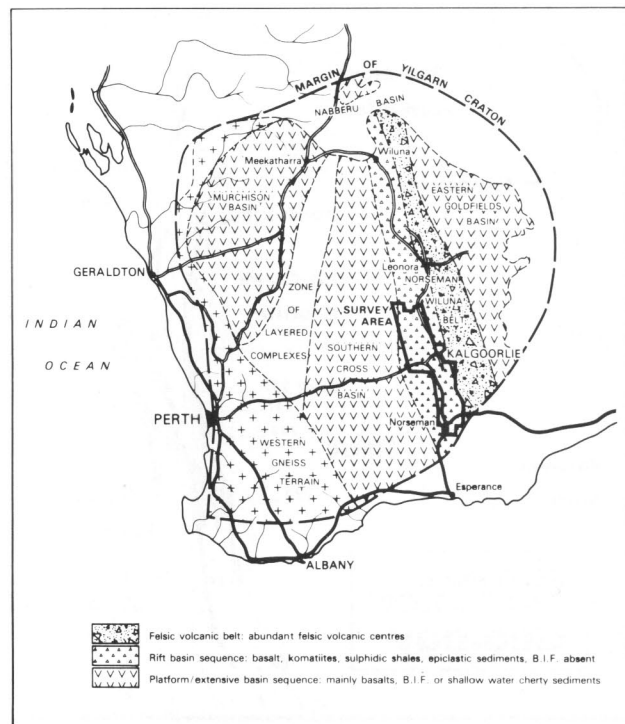 MARGIN OF YILGARN CRATON
NABBERU BASIN
Wiluna
Meekatharra
MURCHISON
BASIN
EASTERN
GOLDFIELDS
BASIN
GERALDTON
Leonora
NORSEMAN
WILUNA
BELT
ZONE
OF
LAYERED
COMPLEXES
SURVEY
AREA
INDIAN
OCEAN
SOUTHERN
CROSS
BASIN
KALGOORLIE
PERTH
Norseman
WESTERN
GNEISS
TERRAIN
Esperance
ALBANY
Felsic volcanic belt: abundant felsic volcanic centres
Rift basin sequence: basalt, komatiites, sulphidic shales, epiclastic sediments, B.I.F. absent
Platform/extensive basin sequence: mainly basalts, B.I.F. or shallow water cherty sediments